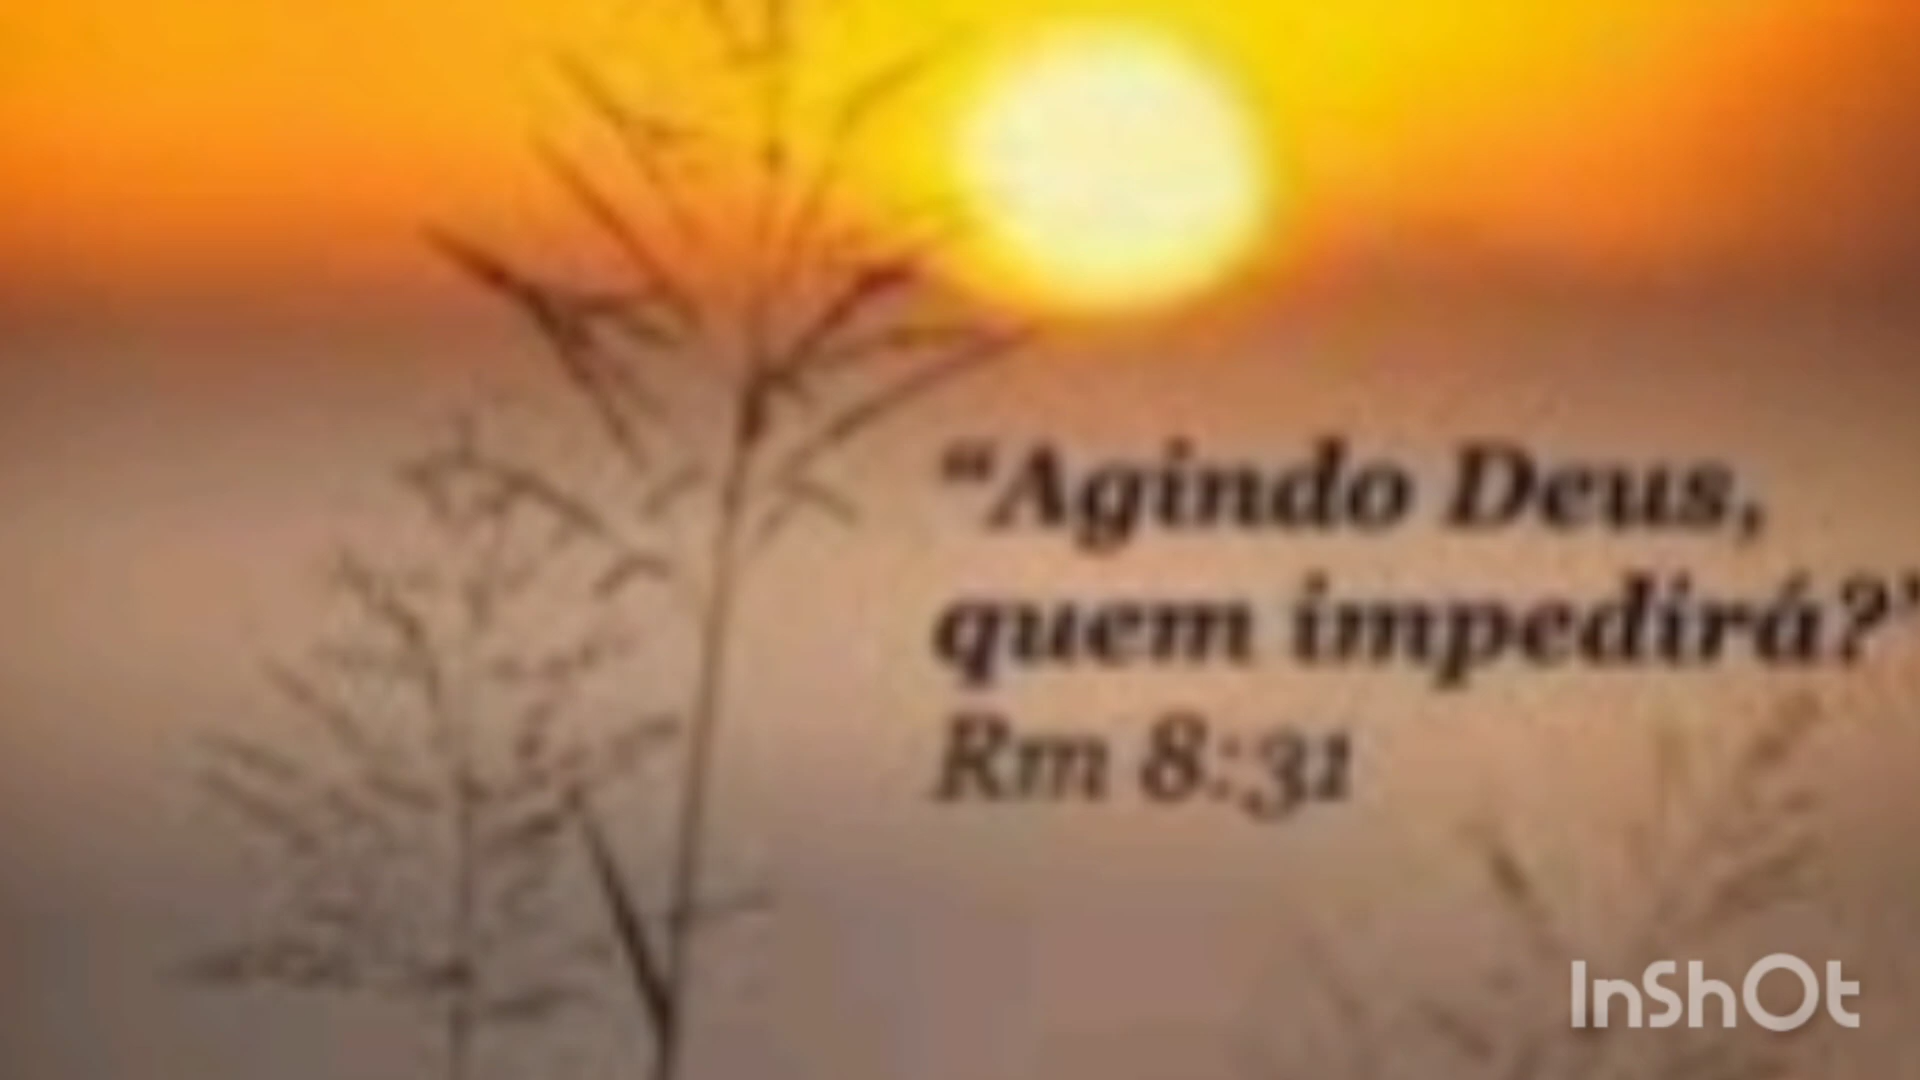 “Agindo Deus,
quem impedirá?”
Rm 8:31
InShOt